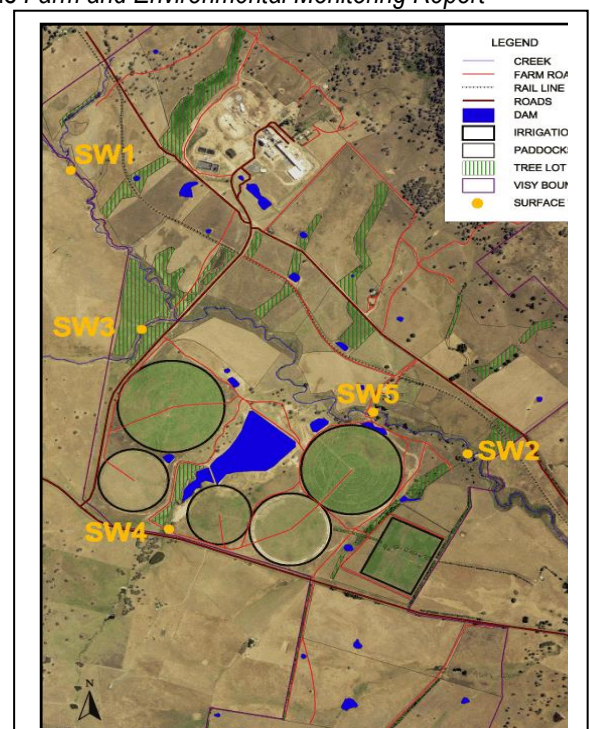 Farm and Environmental Monitoring Report
LEGEND
CREEK
FARM ROA
RAIL LINE
ROADS
DAM
IRRIGATIO
PADDOCK
TREE LOT
VISY BOUN
SURFACE
SW1
SW3
SW5
SW2
SW4
N